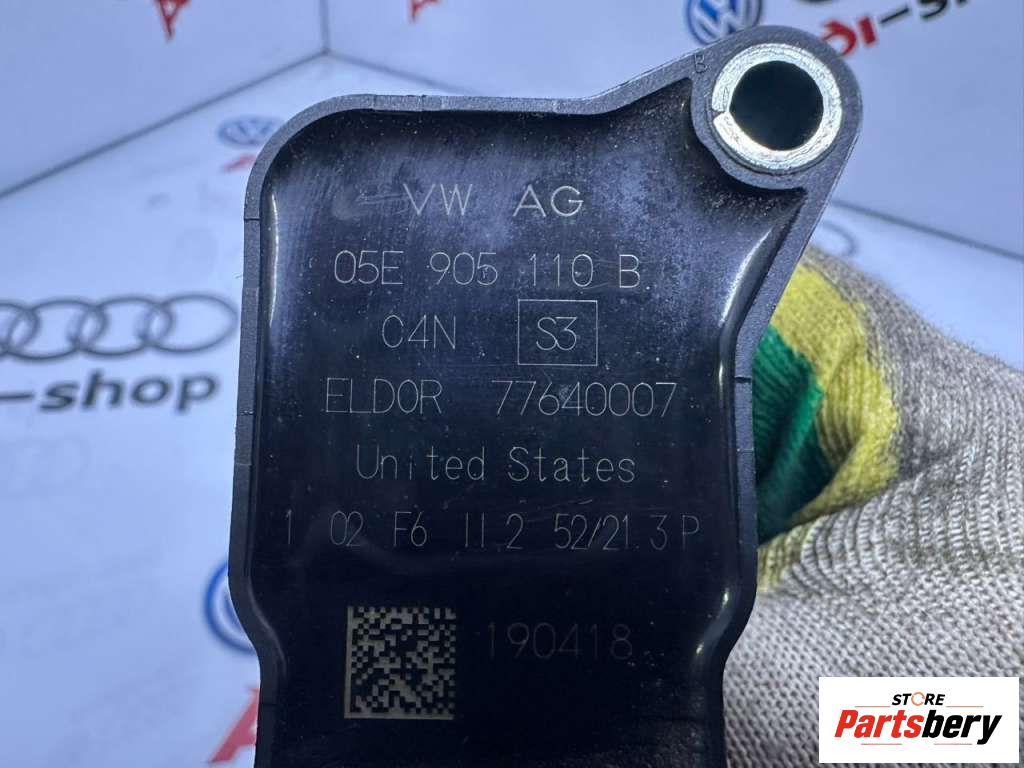 VW AG
05E 905 110 B
C4N S3
ELDOR 77640007
United States
1 02 F6 II 2 52/21 3 P
190418
B
i-shop
STORE
Partsbery